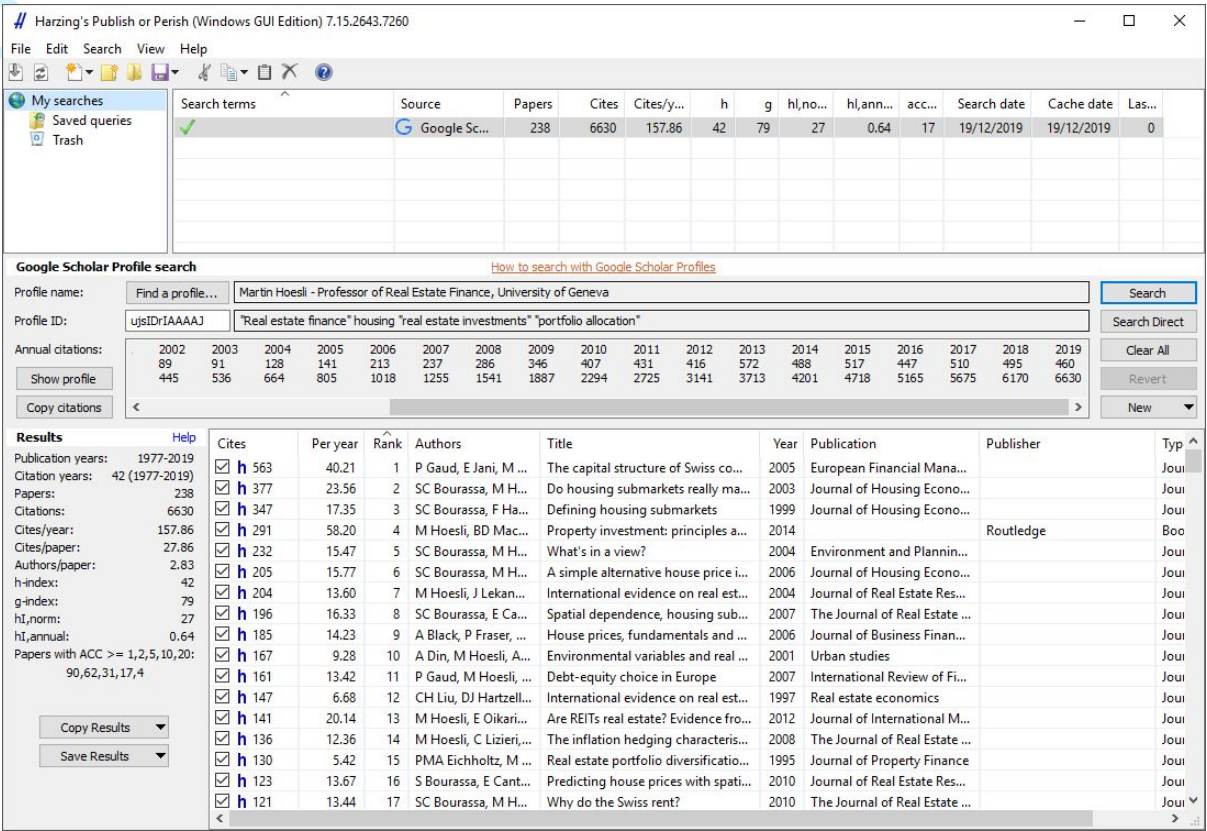 Harzing's Publish or Perish (Windows GUI Edition) 7.15.2643.7260
File Edit Search View Help
My searches
Saved queries
Trash
Search terms Source Papers Cites Cites/y... h g hI,no... hI,ann... acc... Search date Cache date Las...
Google Sc... 238 6630 157.86 42 79 27 0.64 17 19/12/2019 19/12/2019 0
Google Scholar Profile search How to search with Google Scholar Profiles
Profile name: Find a profile... Martin Hoesli - Professor of Real Estate Finance, University of Geneva Search
Profile ID: ujsIDrIAAAAJ "Real estate finance" housing "real estate investments" "portfolio allocation" Search Direct
Annual citations: 2002 2003 2004 2005 2006 2007 2008 2009 2010 2011 2012 2013 2014 2015 2016 2017 2018 2019 Clear All
89 91 128 141 213 237 286 346 407 431 416 572 488 517 447 510 495 460
Show profile 445 536 664 805 1018 1255 1541 1887 2294 2725 3141 3713 4201 4718 5165 5675 6170 6630 Revert
Copy citations New
Results Help
Publication years: 1977-2019
Citation years: 42 (1977-2019)
Papers: 238
Citations: 6630
Cites/year: 157.86
Cites/paper: 27.86
Authors/paper: 2.83
h-index: 42
g-index: 79
hI,norm: 27
hI,annual: 0.64
Papers with ACC >= 1,2,5,10,20:
90,62,31,17,4
Copy Results
Save Results
Cites Per year Rank Authors Title Year Publication Publisher Typ
h 563 40.21 1 P Gaud, E Jani, M ... The capital structure of Swiss co... 2005 European Financial Mana... Jour
h 377 23.56 2 SC Bourassa, M H... Do housing submarkets really ma... 2003 Journal of Housing Econo... Jour
h 347 17.35 3 SC Bourassa, F Ha... Defining housing submarkets 1999 Journal of Housing Econo... Jour
h 291 58.20 4 M Hoesli, BD Mac... Property investment: principles a... 2014 Routledge Boo
h 232 15.47 5 SC Bourassa, M H... What's in a view? 2004 Environment and Plannin... Jour
h 205 15.77 6 SC Bourassa, M H... A simple alternative house price i... 2006 Journal of Housing Econo... Jour
h 204 13.60 7 M Hoesli, J Lekan... International evidence on real est... 2004 Journal of Real Estate Res... Jour
h 196 16.33 8 SC Bourassa, E Ca... Spatial dependence, housing sub... 2007 The Journal of Real Estate ... Jour
h 185 14.23 9 A Black, P Fraser, ... House prices, fundamentals and ... 2006 Journal of Business Finan... Jour
h 167 9.28 10 A Din, M Hoesli, A... Environmental variables and real ... 2001 Urban studies Jour
h 161 13.42 11 P Gaud, M Hoesli, ... Debt-equity choice in Europe 2007 International Review of Fi... Jour
h 147 6.68 12 CH Liu, DJ Hartzell... International evidence on real est... 1997 Real estate economics Jour
h 141 20.14 13 M Hoesli, E Oikari... Are REITs real estate? Evidence fro... 2012 Journal of International M... Jour
h 136 12.36 14 M Hoesli, C Lizieri,... The inflation hedging characteris... 2008 The Journal of Real Estate ... Jour
h 130 5.42 15 PMA Eichholtz, M ... Real estate portfolio diversificatio... 1995 Journal of Property Finance Jour
h 123 13.67 16 S Bourassa, E Cant... Predicting house prices with spati... 2010 Journal of Real Estate Res... Jour
h 121 13.44 17 SC Bourassa, M H... Why do the Swiss rent? 2010 The Journal of Real Estate ... Jour